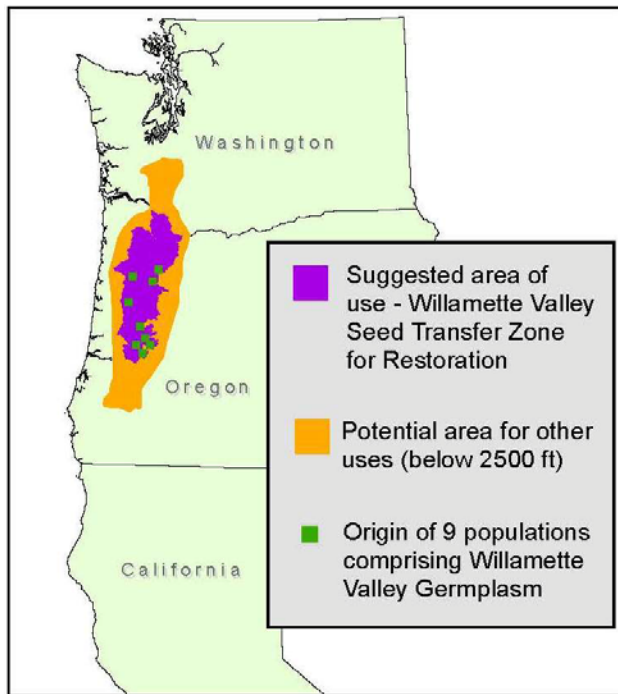 Washington
Suggested area of
use - Willamette Valley
Seed Transfer Zone
for Restoration
Oregon
Potential area for other
uses (below 2500 ft)
Origin of 9 populations
comprising Willamette
Valley Germplasm
California